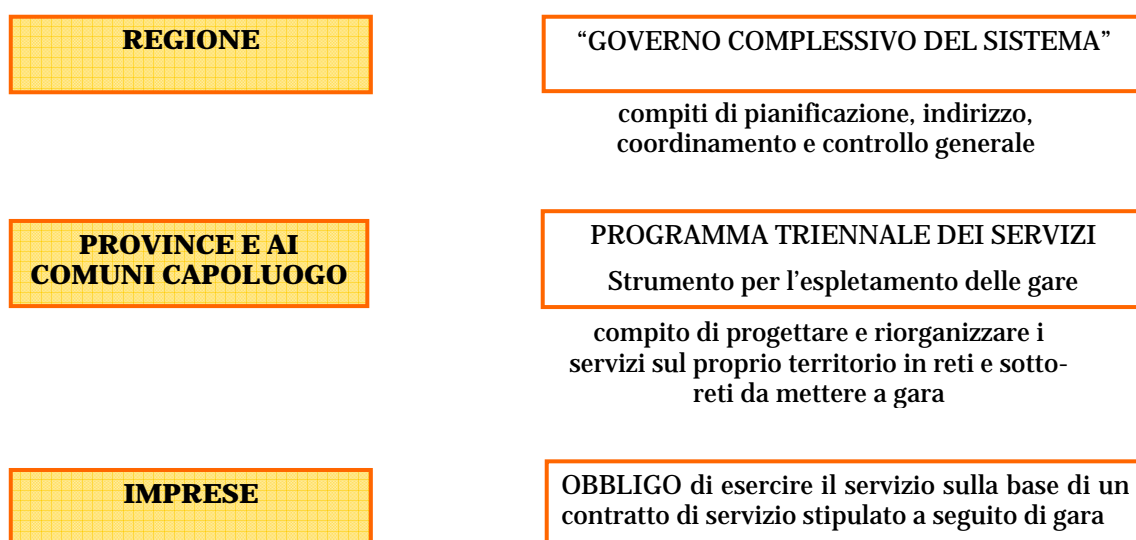 REGIONE
“GOVERNO COMPLESSIVO DEL SISTEMA”
compiti di pianificazione, indirizzo,
coordinamento e controllo generale
PROVINCE E AI
COMUNI CAPOLUOGO
PROGRAMMA TRIENNALE DEI SERVIZI
Strumento per l'espletamento delle gare
compito di progettare e riorganizzare i
servizi sul proprio territorio in reti e sotto-
reti da mettere a gara
IMPRESE
OBBLIGO di esercire il servizio sulla base di un
contratto di servizio stipulato a seguito di gara